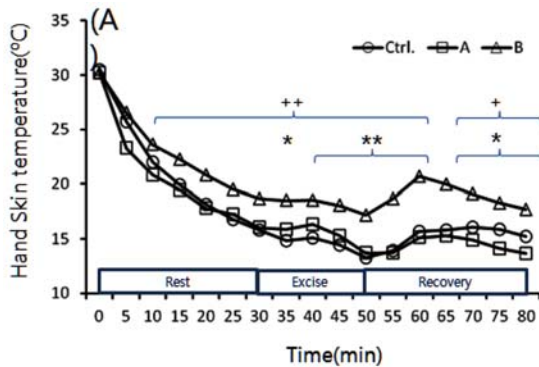 (A
)
Ctrl. A B
Hand Skin temperature(°C)
35
30
25
20
15
10
++ +
* ** *
Rest Excise Recovery
0 5 10 15 20 25 30 35 40 45 50 55 60 65 70 75 80
Time(min)